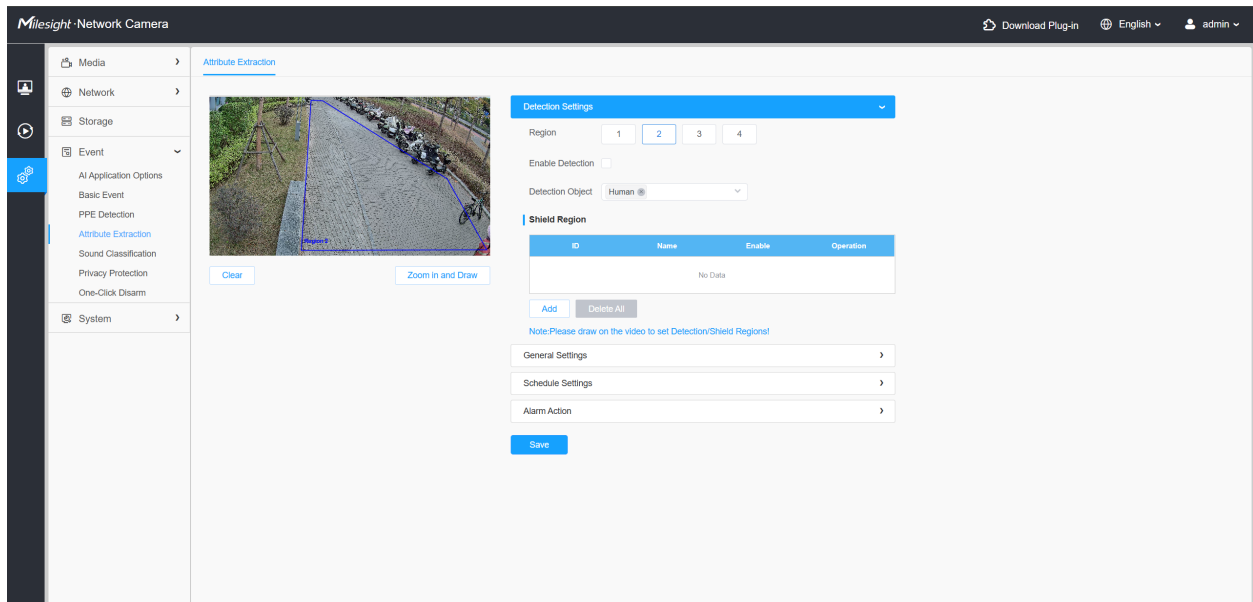 Milesight ·Network Camera
Download Plug-in
English
admin
Media
Network
Storage
Event
AI Application Options
Basic Event
PPE Detection
Attribute Extraction
Sound Classification
Privacy Protection
One-Click Disarm
System
Attribute Extraction
Region 2
Clear
Zoom in and Draw
Detection Settings
Region 1 2 3 4
Enable Detection
Detection Object Human
Shield Region
ID Name Enable Operation
No Data
Add Delete All
Note:Please draw on the video to set Detection/Shield Regions!
General Settings
Schedule Settings
Alarm Action
Save